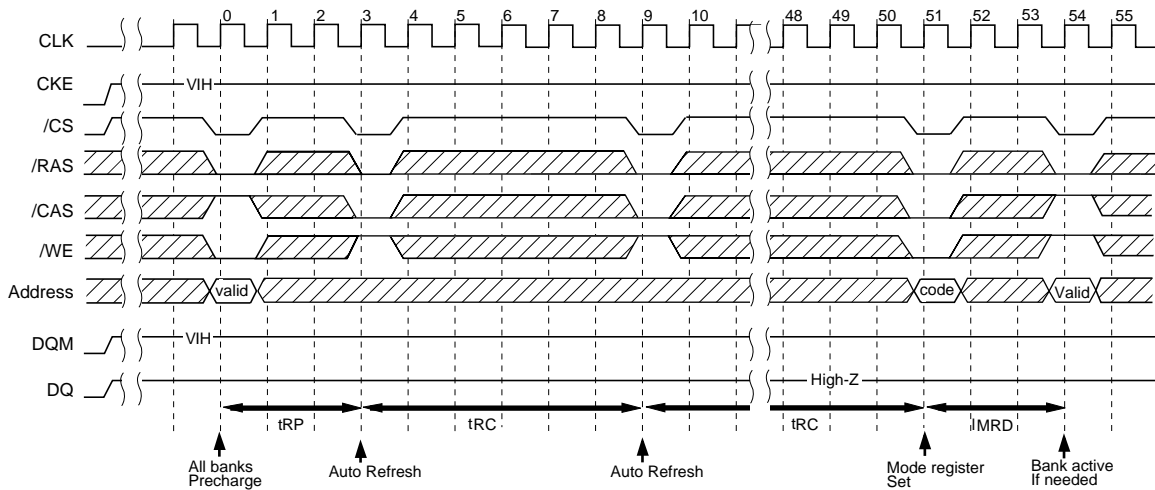 0 1 2 3 4 5 6 7 8 9 10 48 49 50 51 52 53 54 55
CLK
CKE VIH
/CS
/RAS
/CAS
/WE
Address valid code Valid
DQM VIH
DQ High-Z
tRP tRC tRC lMRD
All banks
Precharge
Auto Refresh
Auto Refresh
Mode register
Set
Bank active
If needed